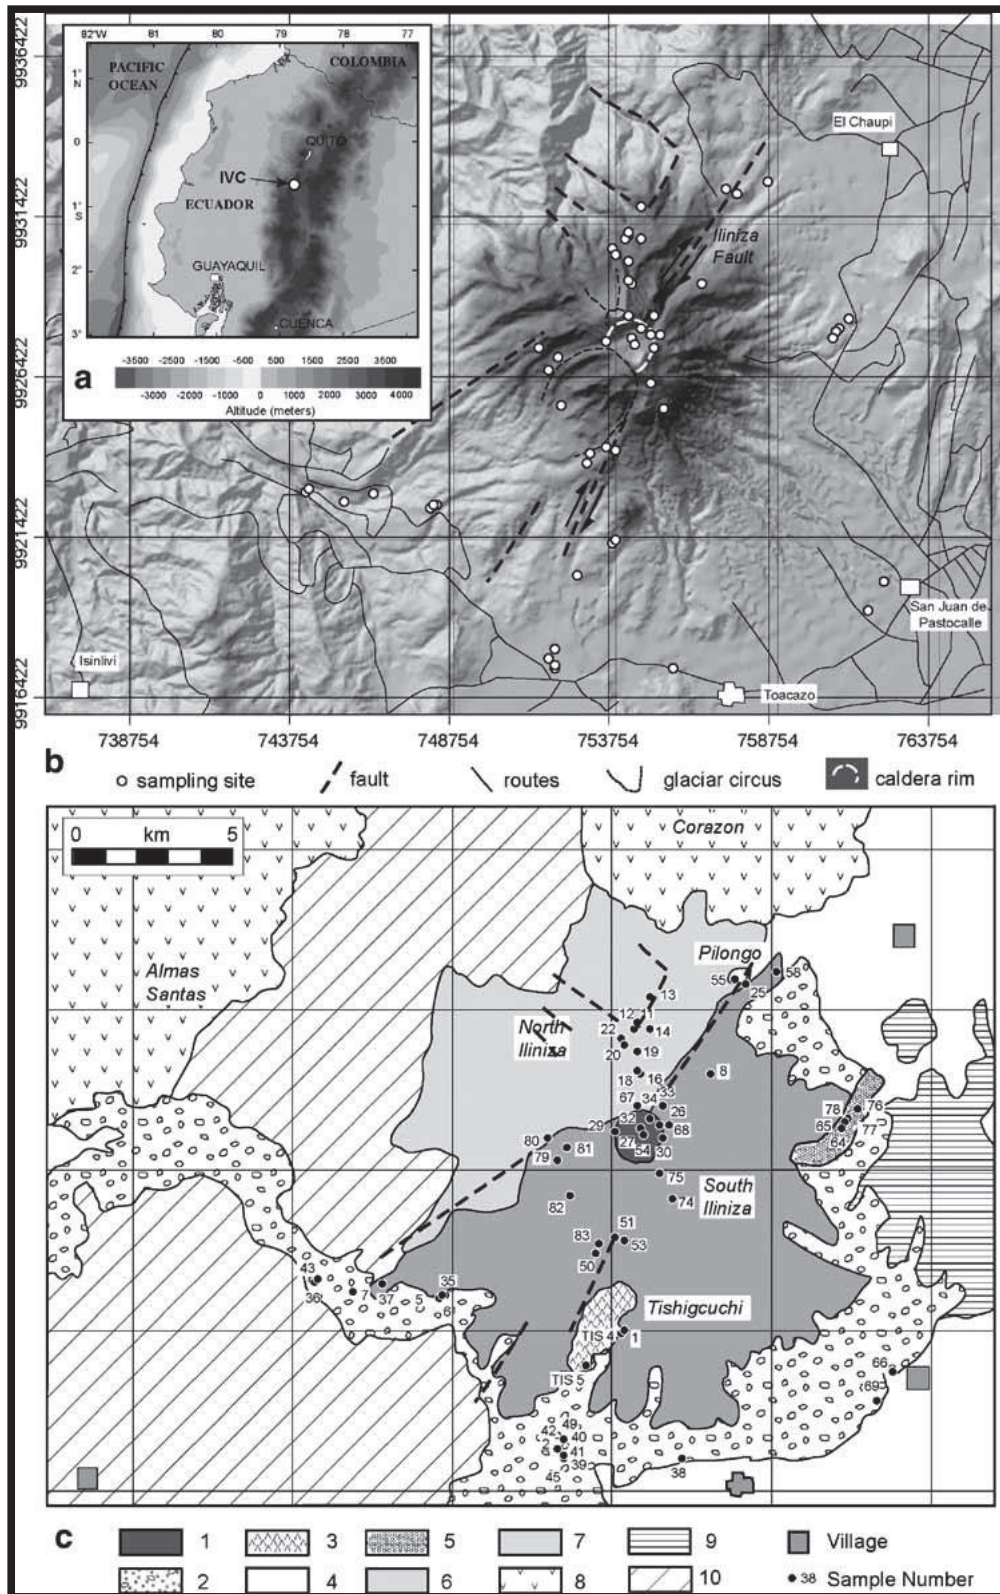 82°W 81 80 79 78 77
PACIFIC
OCEAN
COLOMBIA
1°
N
0
1°
S
2°
3°
QUITO
IVC
ECUADOR
GUAYAQUIL
CUENCA
-3500 -2500 -1500 -500 500 1500 2500 3500
-3000 -2000 -1000 0 1000 2000 3000 4000
Altitude (meters)
a
9936422
9931422
9926426
9921422
9916422
El Chaupi
Iliniza
Fault
San Juan de
Pastocalle
Isinlivi
Toacazo
738754 743754 748754 753754 758754 763754
b
sampling site
fault
routes
glaciar circus
caldera rim
0 km 5
Corazon
Almas
Santas
Pilongo
55
58
25
13
12 11
22
14
North
Iliniza
20
19
18 16
8
67 34 33
32 26
29
27
68
54 30
80
81
79
75
South
Iliniza
74
82
78 76
65
64 77
51
83
53
50
43
36
7
37
5
35
6
Tishigcuchi
TIS 4
1
TIS 5
66
69
49
42 40
2
41
39
45
38
c
1 3 5 7 9 Village
2 4 6 8 10 38 Sample Number